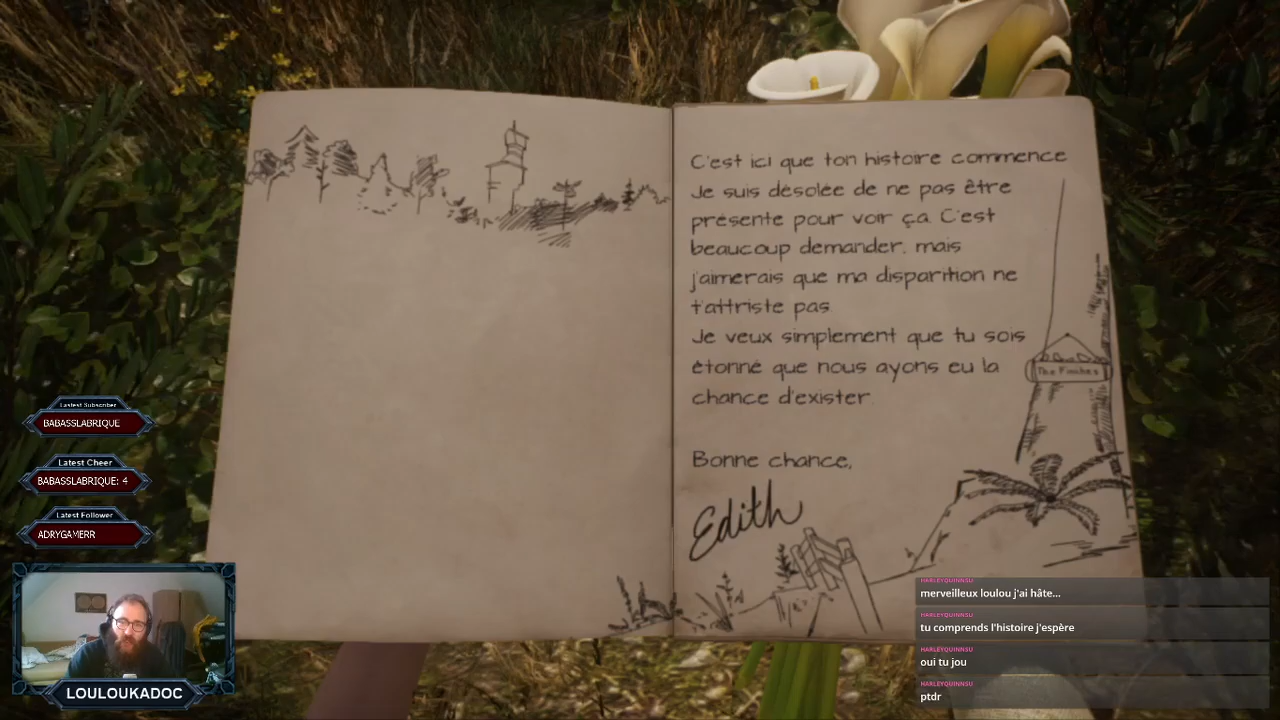 C'est ici que ton histoire commence
Je suis désolée de ne pas être
présente pour voir ça. C'est
beaucoup demander, mais
j'aimerais que ma disparition ne
t'attriste pas.
Je veux simplement que tu sois
étonné que nous ayons eu la
chance d'exister.
Bonne chance,
Edith
The Finches
Lastest Subscriber
BABASSLABRIQUE
Latest Cheer
BABASSLABRIQUE: 4
Latest Follower
ADRYGAMERR
LOULOUKADOC
HARLEYQUINNSU
merveilleux loulou j'ai hâte...
HARLEYQUINNSU
tu comprends l'histoire j'espère
HARLEYQUINNSU
oui tu jou
HARLEYQUINNSU
ptdr